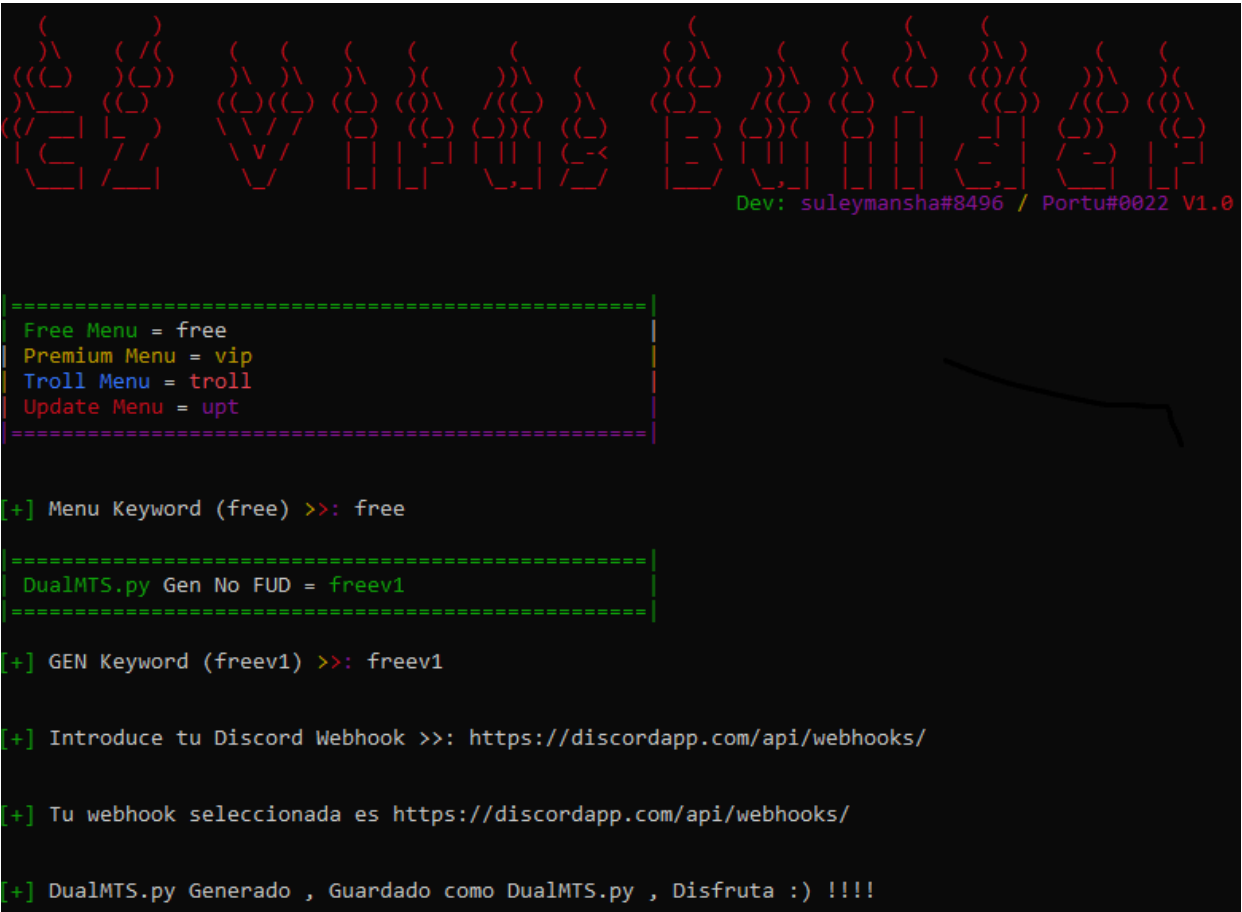 Ez Virus Builder
Dev: suleymansha#8496 / Portu#0022 V1.0
|==================================================|
| Free Menu = free |
| Premium Menu = vip |
| Troll Menu = troll |
| Update Menu = upt |
|==================================================|
[+] Menu Keyword (free) >>: free
|==================================================|
| DualMTS.py Gen No FUD = freev1 |
|==================================================|
[+] GEN Keyword (freev1) >>: freev1
[+] Introduce tu Discord Webhook >>: https://discordapp.com/api/webhooks/
[+] Tu webhook seleccionada es https://discordapp.com/api/webhooks/
[+] DualMTS.py Generado , Guardado como DualMTS.py , Disfruta :) !!!!